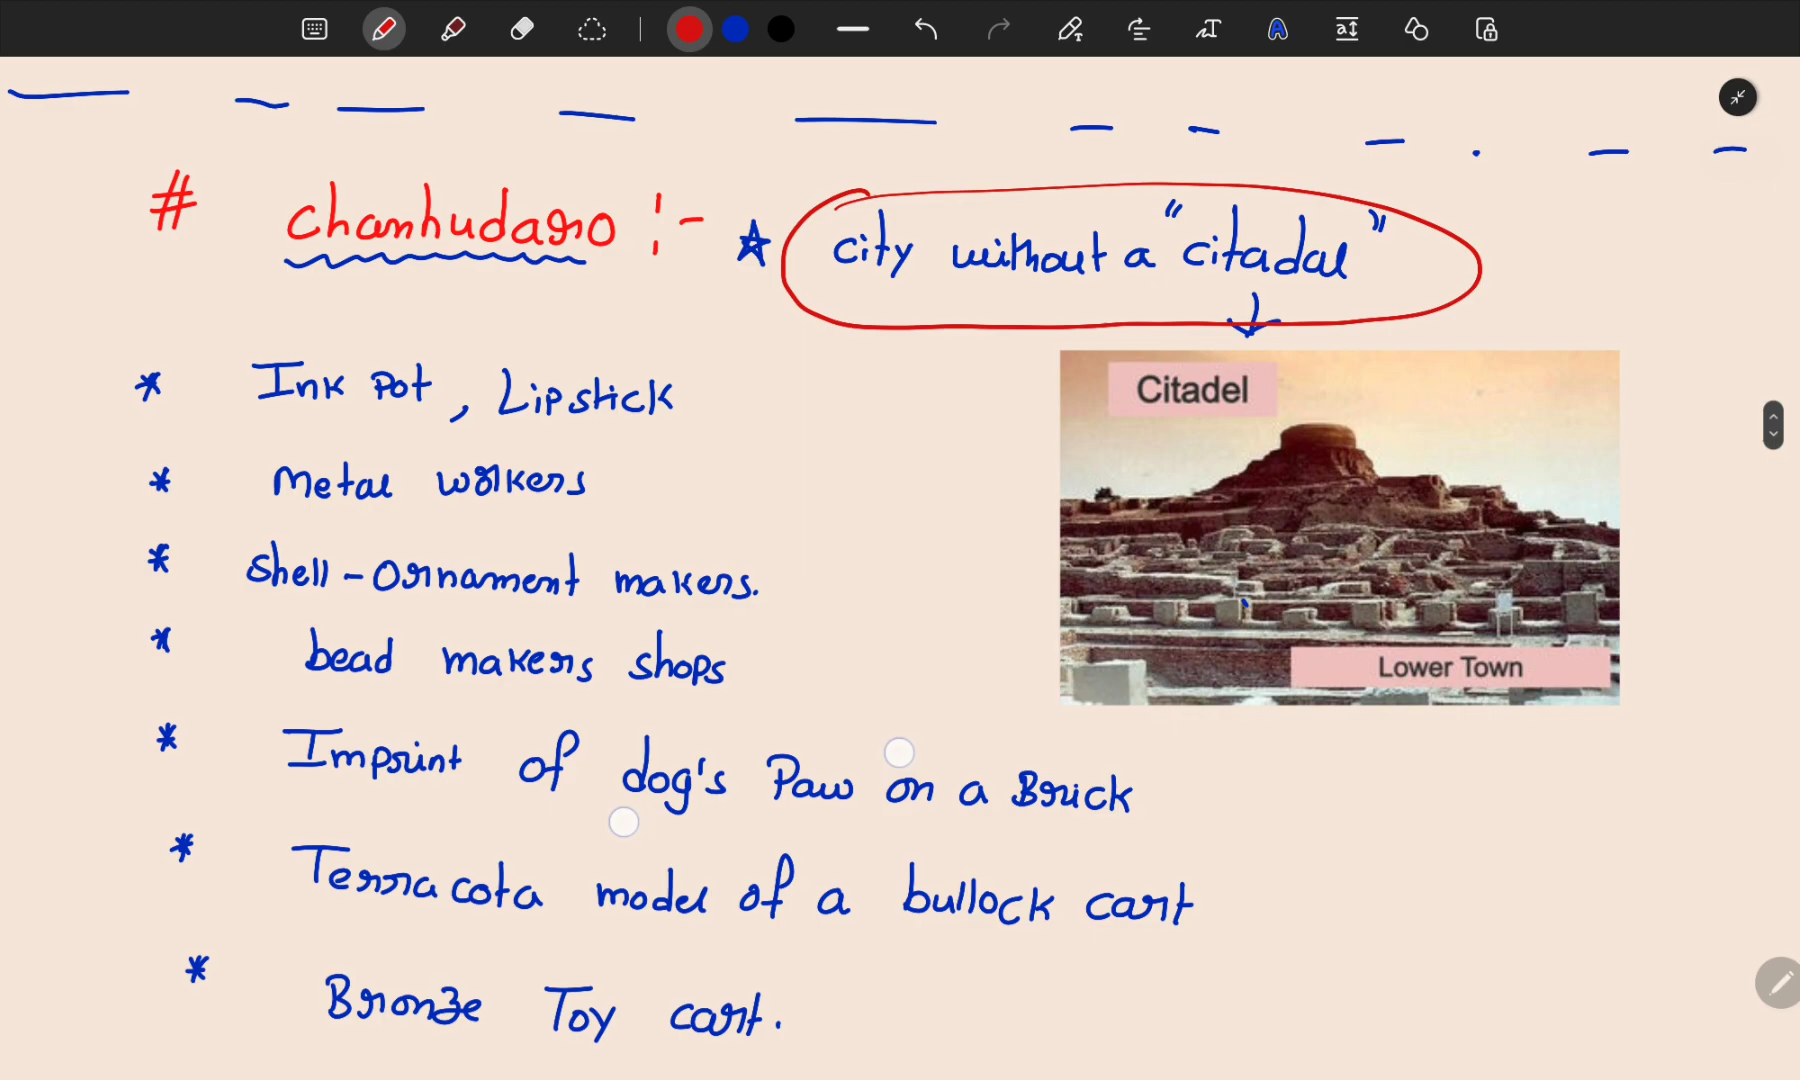 # Chanhudaro :- ☆ city without a "citadal"
Citadel
* Ink Pot, Lipstick
* Metal workers
* Shell-Ornament makers.
Lower Town
* bead makers shops
* Imprint of dog's Paw on a Brick
* Terracota model of a bullock cart
* Bronze Toy cart.